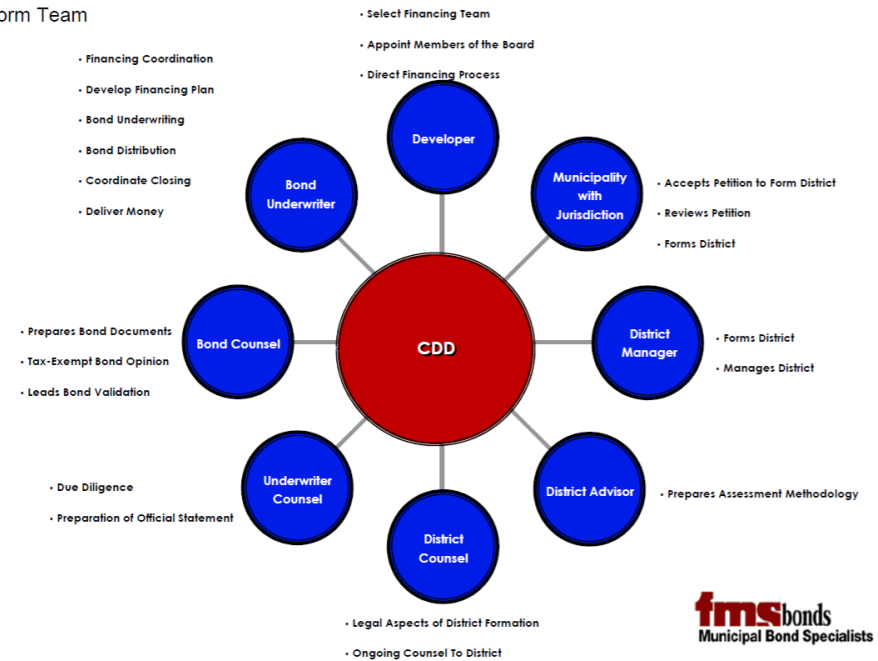 orm Team
• Select Financing Team
• Appoint Members of the Board
• Direct Financing Process
Developer
• Financing Coordination
• Develop Financing Plan
• Bond Underwriting
• Bond Distribution
• Coordinate Closing
• Deliver Money
Bond
Underwriter
Municipality
with
Jurisdiction
• Accepts Petition to Form District
• Reviews Petition
• Forms District
• Prepares Bond Documents
• Tax-Exempt Bond Opinion
• Leads Bond Validation
Bond Counsel
CDD
District
Manager
• Forms District
• Manages District
• Due Diligence
• Preparation of Official Statement
Underwriter
Counsel
District Advisor
• Prepares Assessment Methodology
District
Counsel
• Legal Aspects of District Formation
• Ongoing Counsel To District
fmsbonds
Municipal Bond Specialists